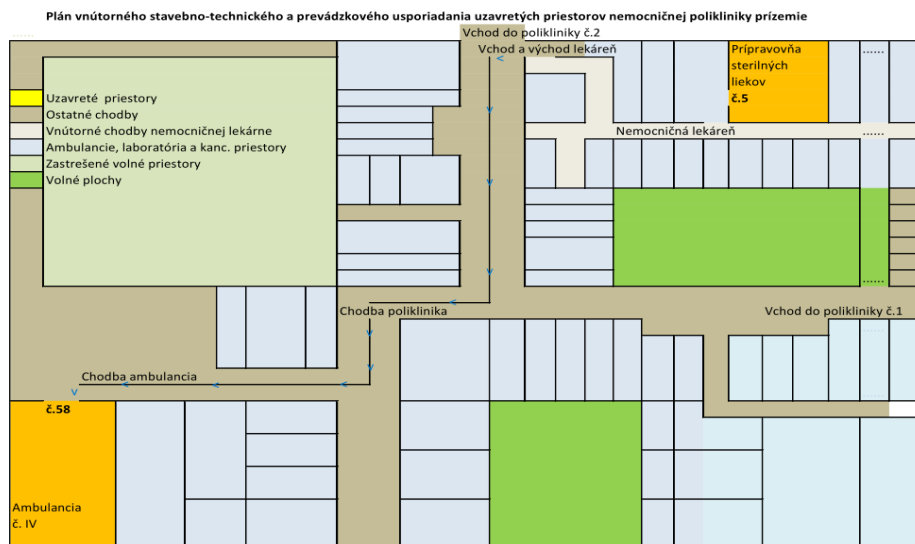 Plán vnútorného stavebno-technického a prevádzkového usporiadania uzavretých priestorov nemocničnej polikliniky prízemie
......
Vchod do polikliniky č.2
Vchod a východ lekáreň
Prípravovňa
sterilných
liekov
č.5
......
Uzavreté priestory
Ostatné chodby
Vnútorné chodby nemocničnej lekárne
Ambulancie, laboratória a kanc. priestory
Zastrešené voľné priestory
Voľné plochy
Nemocničná lekáreň
......
......
......
Chodba poliklinika
Vchod do polikliniky č.1
......
Chodba ambulancia
......
č.58
Ambulancia
č. IV